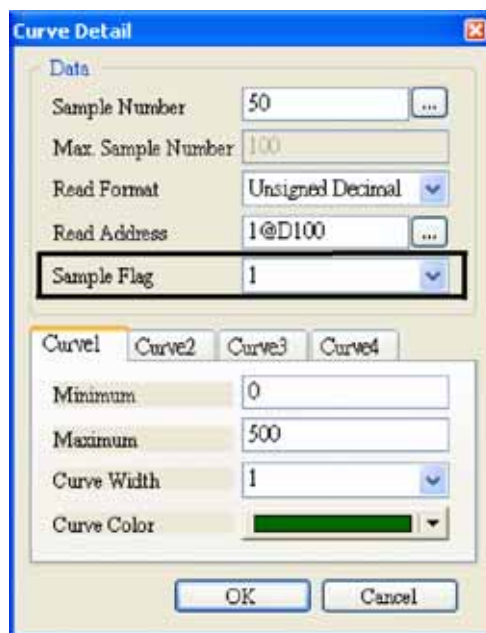 Curve Detail
Data
Sample Number 50 ...
Max. Sample Number 100
Read Format Unsigned Decimal
Read Address 1@D100 ...
Sample Flag 1
Curve1 Curve2 Curve3 Curve4
Minimum 0
Maximum 500
Curve Width 1
Curve Color
OK Cancel